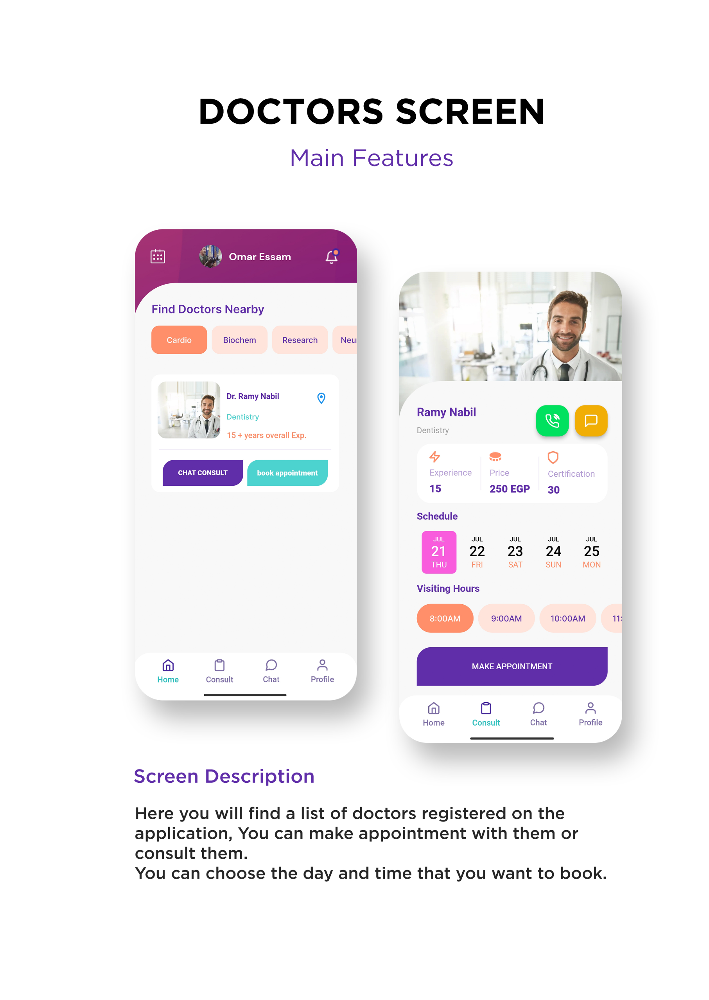 DOCTORS SCREEN
Main Features
Omar Essam
Find Doctors Nearby
Cardio Biochem Research Neur
Dr. Ramy Nabil
Dentistry
15 + years overall Exp.
CHAT CONSULT book appointment
Home Consult Chat Profile
Ramy Nabil
Dentistry
Experience Price Certification
15 250 EGP 30
Schedule
JUL JUL JUL JUL JUL
21 22 23 24 25
THU FRI SAT SUN MON
Visiting Hours
8:00AM 9:00AM 10:00AM 11:
MAKE APPOINTMENT
Home Consult Chat Profile
Screen Description
Here you will find a list of doctors registered on the
application, You can make appointment with them or
consult them.
You can choose the day and time that you want to book.